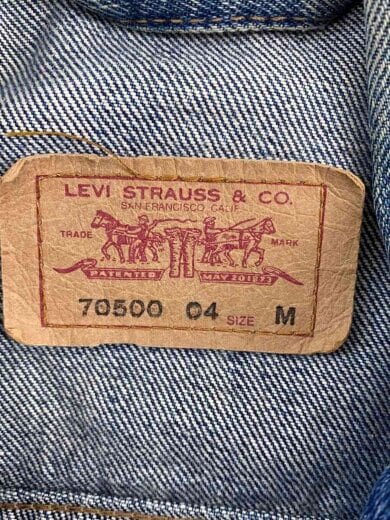 LEVI STRAUSS & CO.
SAN FRANCISCO, CALIF.
TRADE MARK
PATENTED MAY 20 1873
70500 04 SIZE M